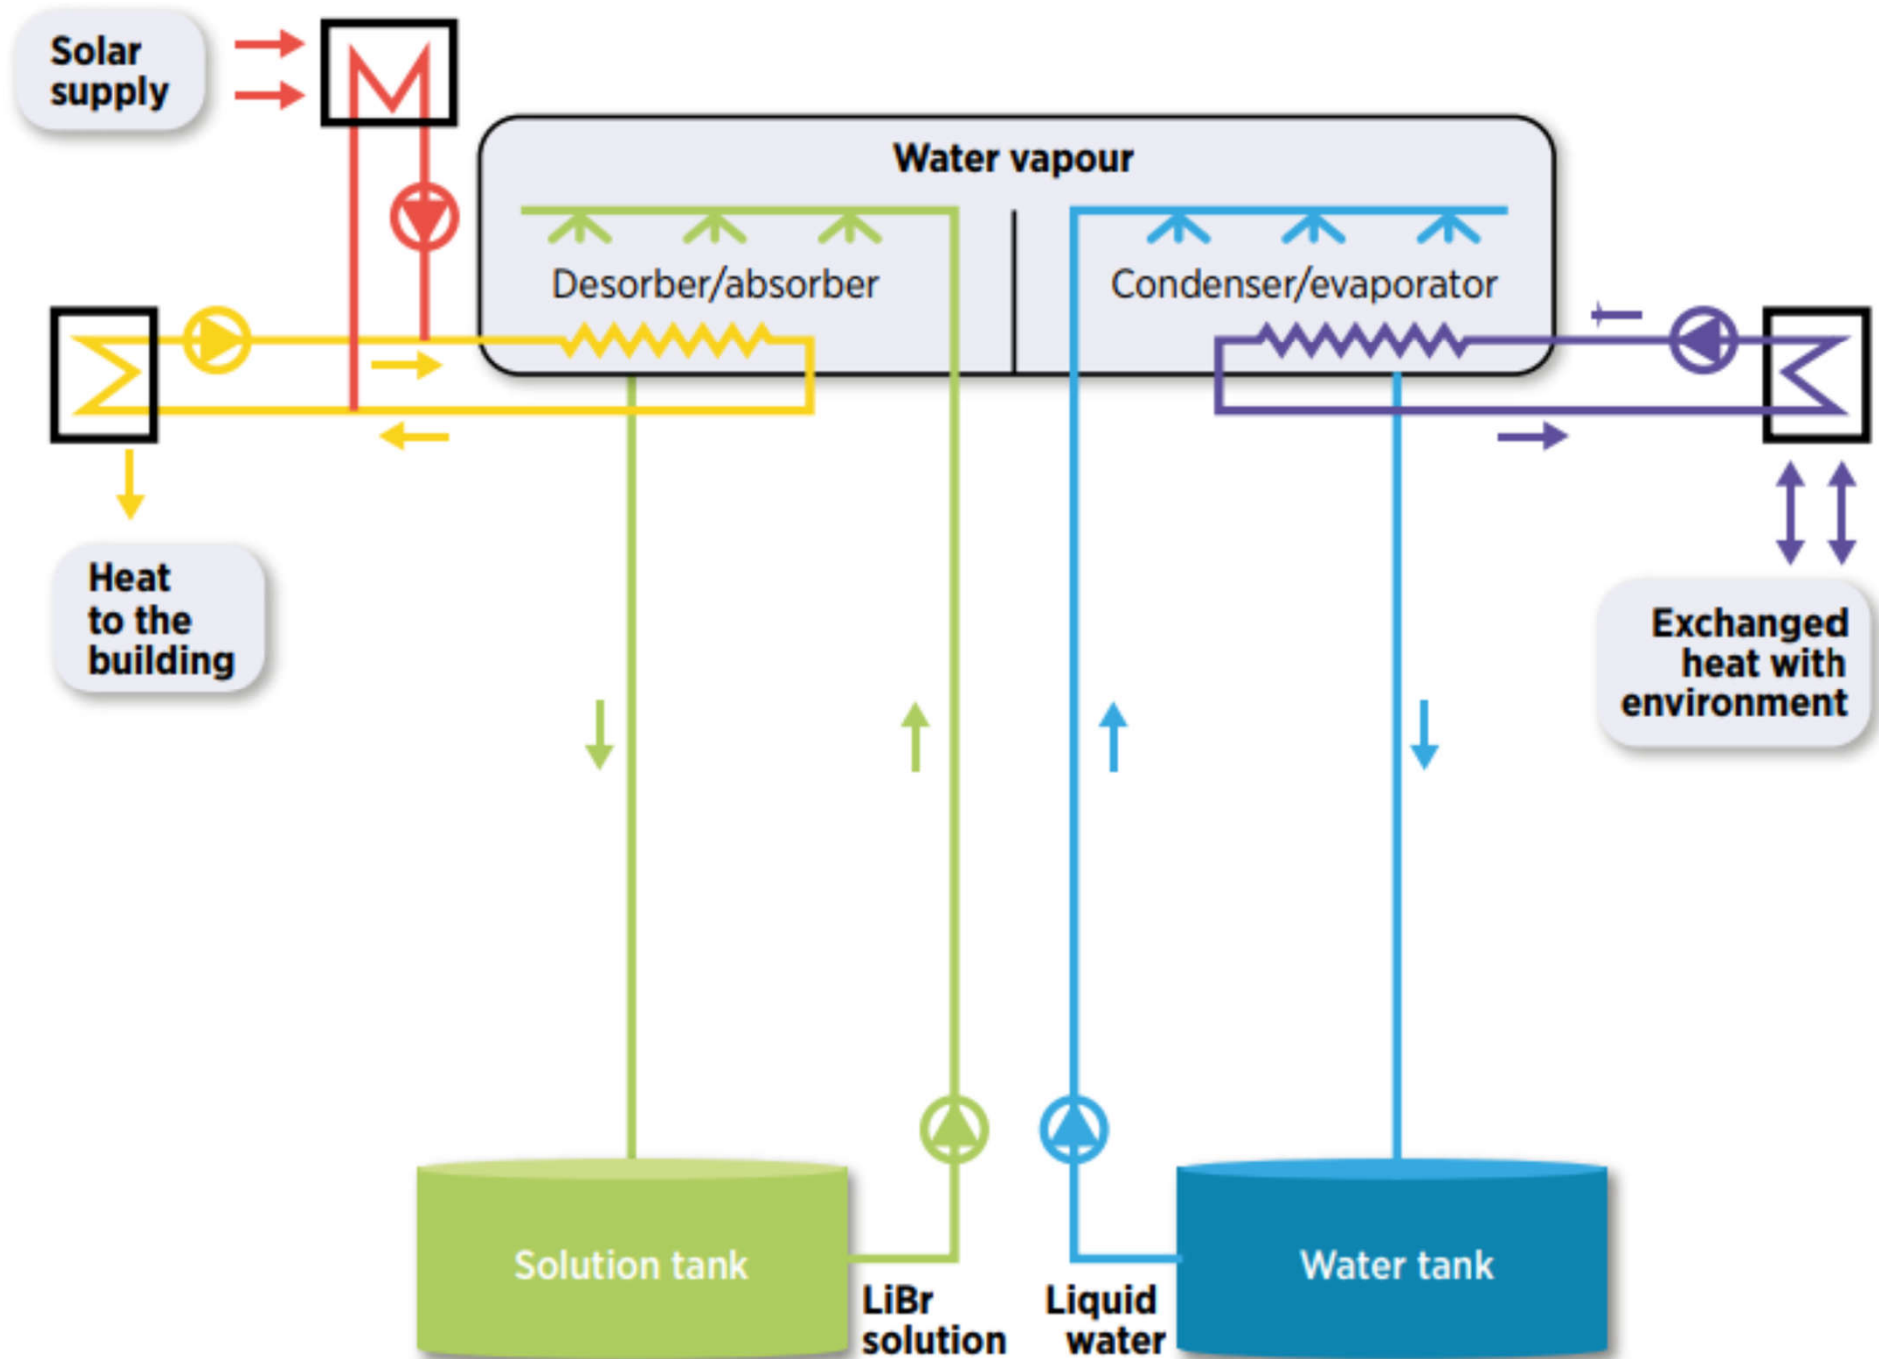 Solar
supply
Water vapour
Desorber/absorber
Condenser/evaporator
Heat
to the
building
Exchanged
heat with
environment
Solution tank
LiBr
solution
Liquid
water
Water tank